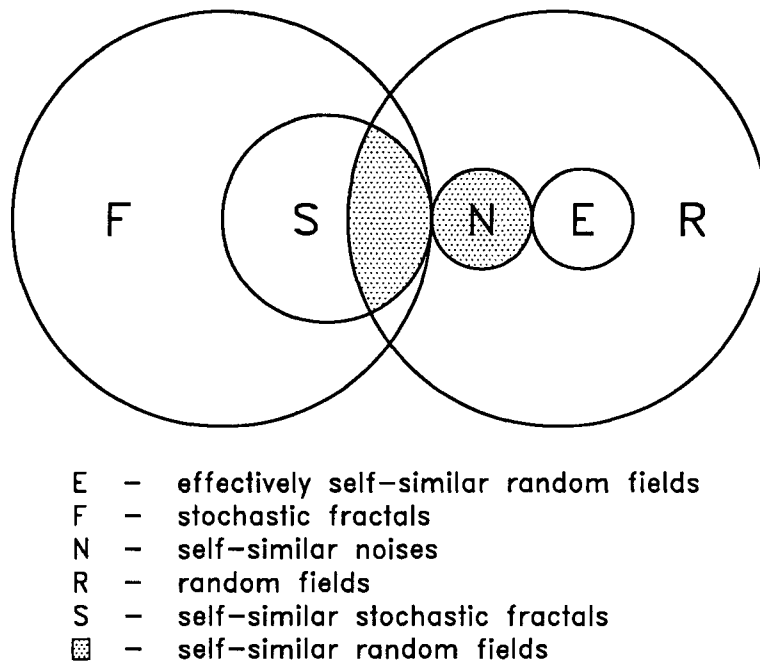 F S N E R
E – effectively self-similar random fields
F – stochastic fractals
N – self-similar noises
R – random fields
S – self-similar stochastic fractals
– self-similar random fields